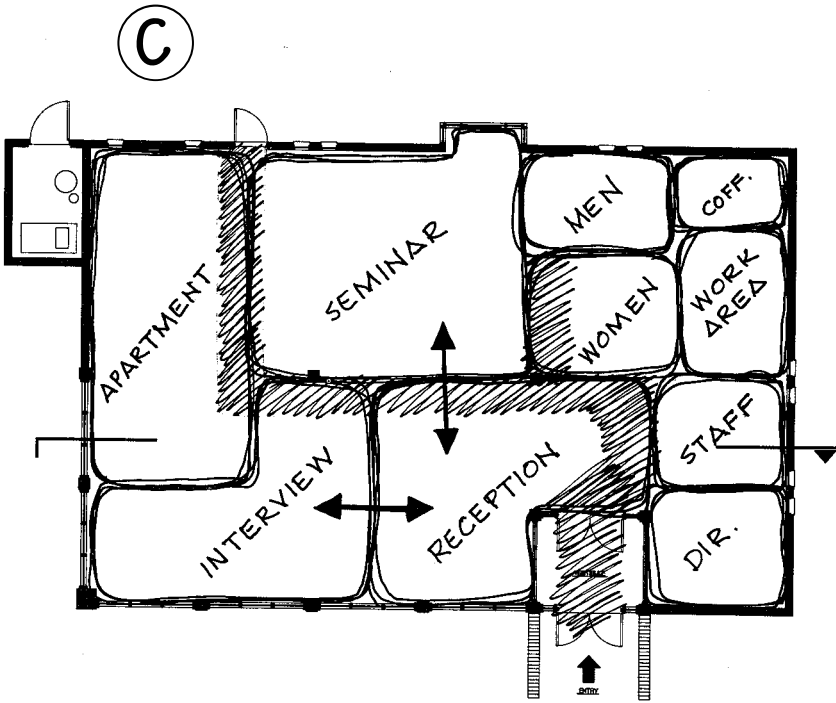 C
MEN
COFF.
SEMINAR
WORK
AREA
WOMEN
APARTMENT
STAFF
INTERVIEW
RECEPTION
DIR.
ENTRY